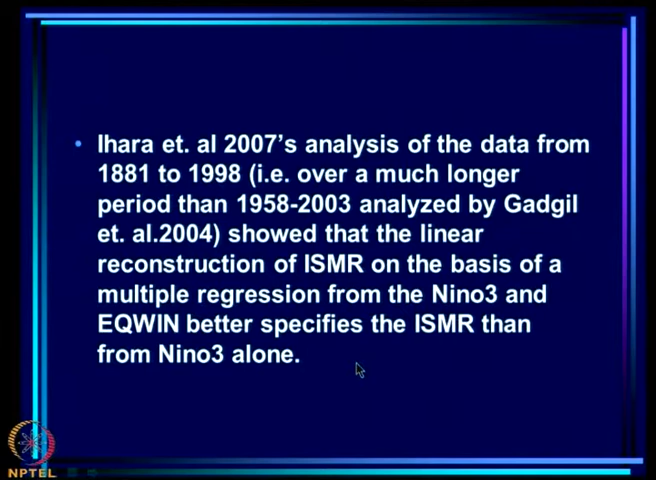 • Ihara et. al 2007's analysis of the data from
1881 to 1998 (i.e. over a much longer
period than 1958-2003 analyzed by Gadgil
et. al.2004) showed that the linear
reconstruction of ISMR on the basis of a
multiple regression from the Nino3 and
EQWIN better specifies the ISMR than
from Nino3 alone.
NPTEL